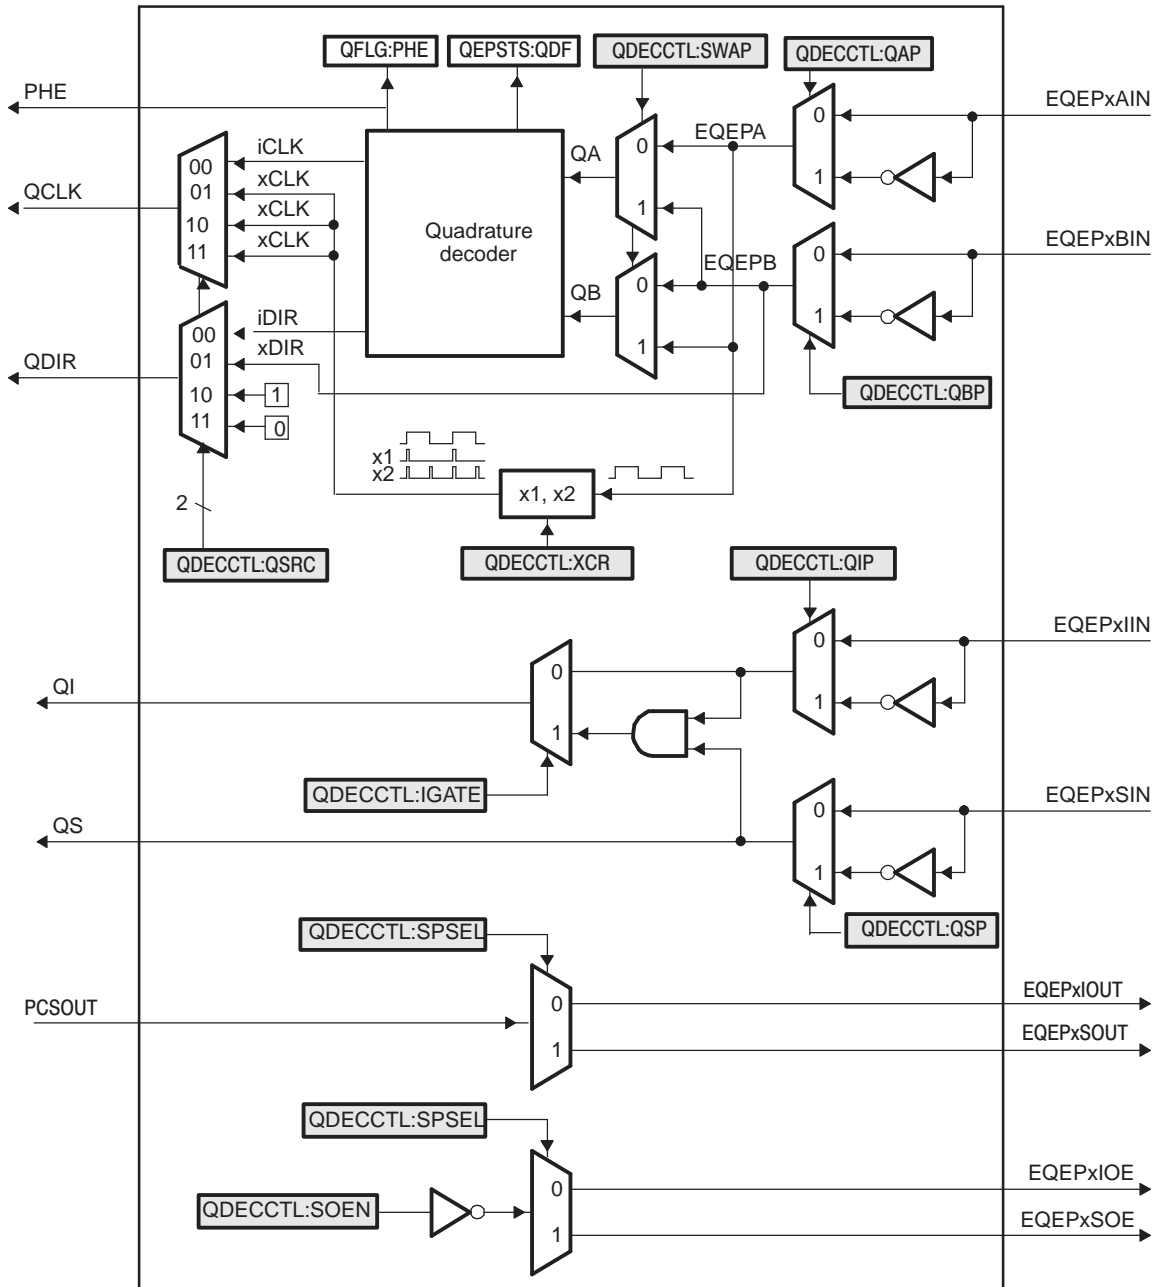 QFLG:PHE
QEPSTS:QDF
QDECCTL:SWAP
QDECCTL:QAP
PHE
EQEPxAIN
0
EQEPA
0
iCLK
QA
00
xCLK
01
1
QCLK
xCLK
10
1
xCLK
11
Quadrature
decoder
EQEPxBIN
0
EQEPB
0
QB
1
iDIR
00
xDIR
01
1
QDIR
10
1
QDECCTL:QBP
11
0
x1
x2
x1, x2
2
QDECCTL:QSRC
QDECCTL:XCR
QDECCTL:QIP
EQEPxIIN
0
0
QI
1
1
QDECCTL:IGATE
EQEPxSIN
0
QS
1
QDECCTL:SPSEL
QDECCTL:QSP
PCSOUT
0
EQEPxIOUT
1
EQEPxSOUT
QDECCTL:SPSEL
0
EQEPxIOE
QDECCTL:SOEN
1
EQEPxSOE